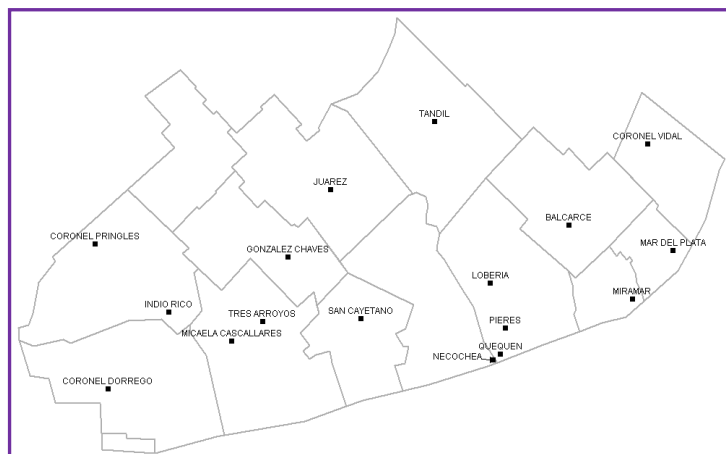 TANDIL
CORONEL VIDAL
JUAREZ
BALCARCE
CORONEL PRINGLES
MAR DEL PLATA
GONZALEZ CHAVES
LOBERIA
MIRAMAR
INDIO RICO
TRES ARROYOS
SAN CAYETANO
PIERES
MICAELA CASCALLARES
QUEQUEN
NECOCHEA
CORONEL DORREGO